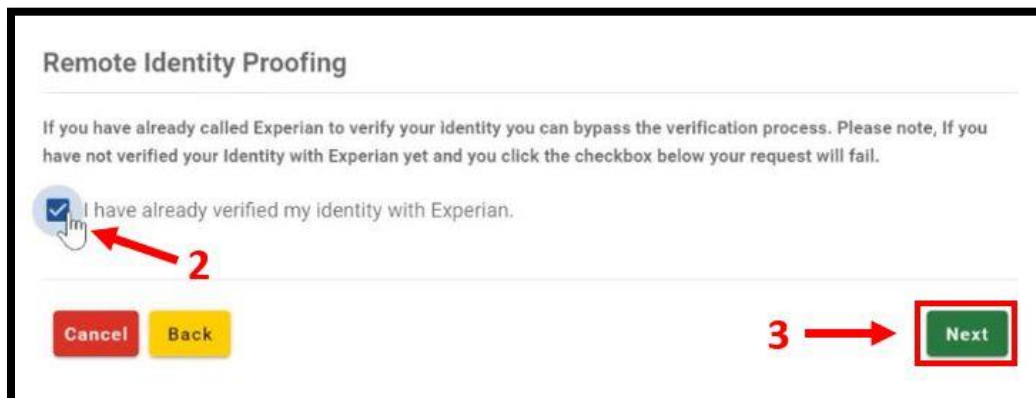 Remote Identity Proofing
If you have already called Experian to verify your identity you can bypass the verification process. Please note, If you
have not verified your Identity with Experian yet and you click the checkbox below your request will fail.
I have already verified my identity with Experian.
2
Cancel Back 3 Next